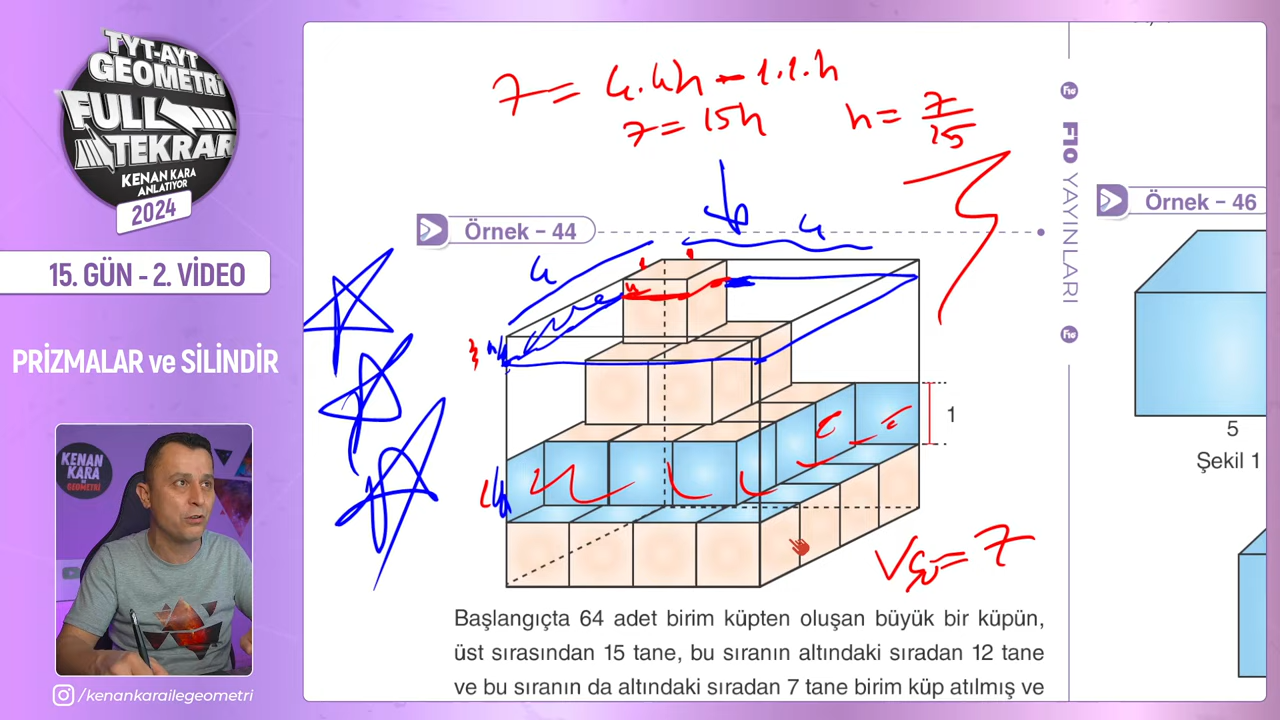 TYT-AYT
GEOMETRİ
FULL
TEKRAR
KENAN KARA
ANLATIYOR
2024
15. GÜN - 2. VİDEO
PRİZMALAR ve SİLİNDİR
KENAN
KARA
/kenankarailegeometri
7 = 4.4h - 1.1.h
7 = 15h
h = 7/15
Örnek – 44
4
4
1
V = 7
Başlangıçta 64 adet birim küpten oluşan büyük bir küpün,
üst sırasından 15 tane, bu sıranın altındaki sıradan 12 tane
ve bu sıranın da altındaki sıradan 7 tane birim küp atılmış ve
F10 YAYINLARI
Örnek – 46
5
Şekil 1